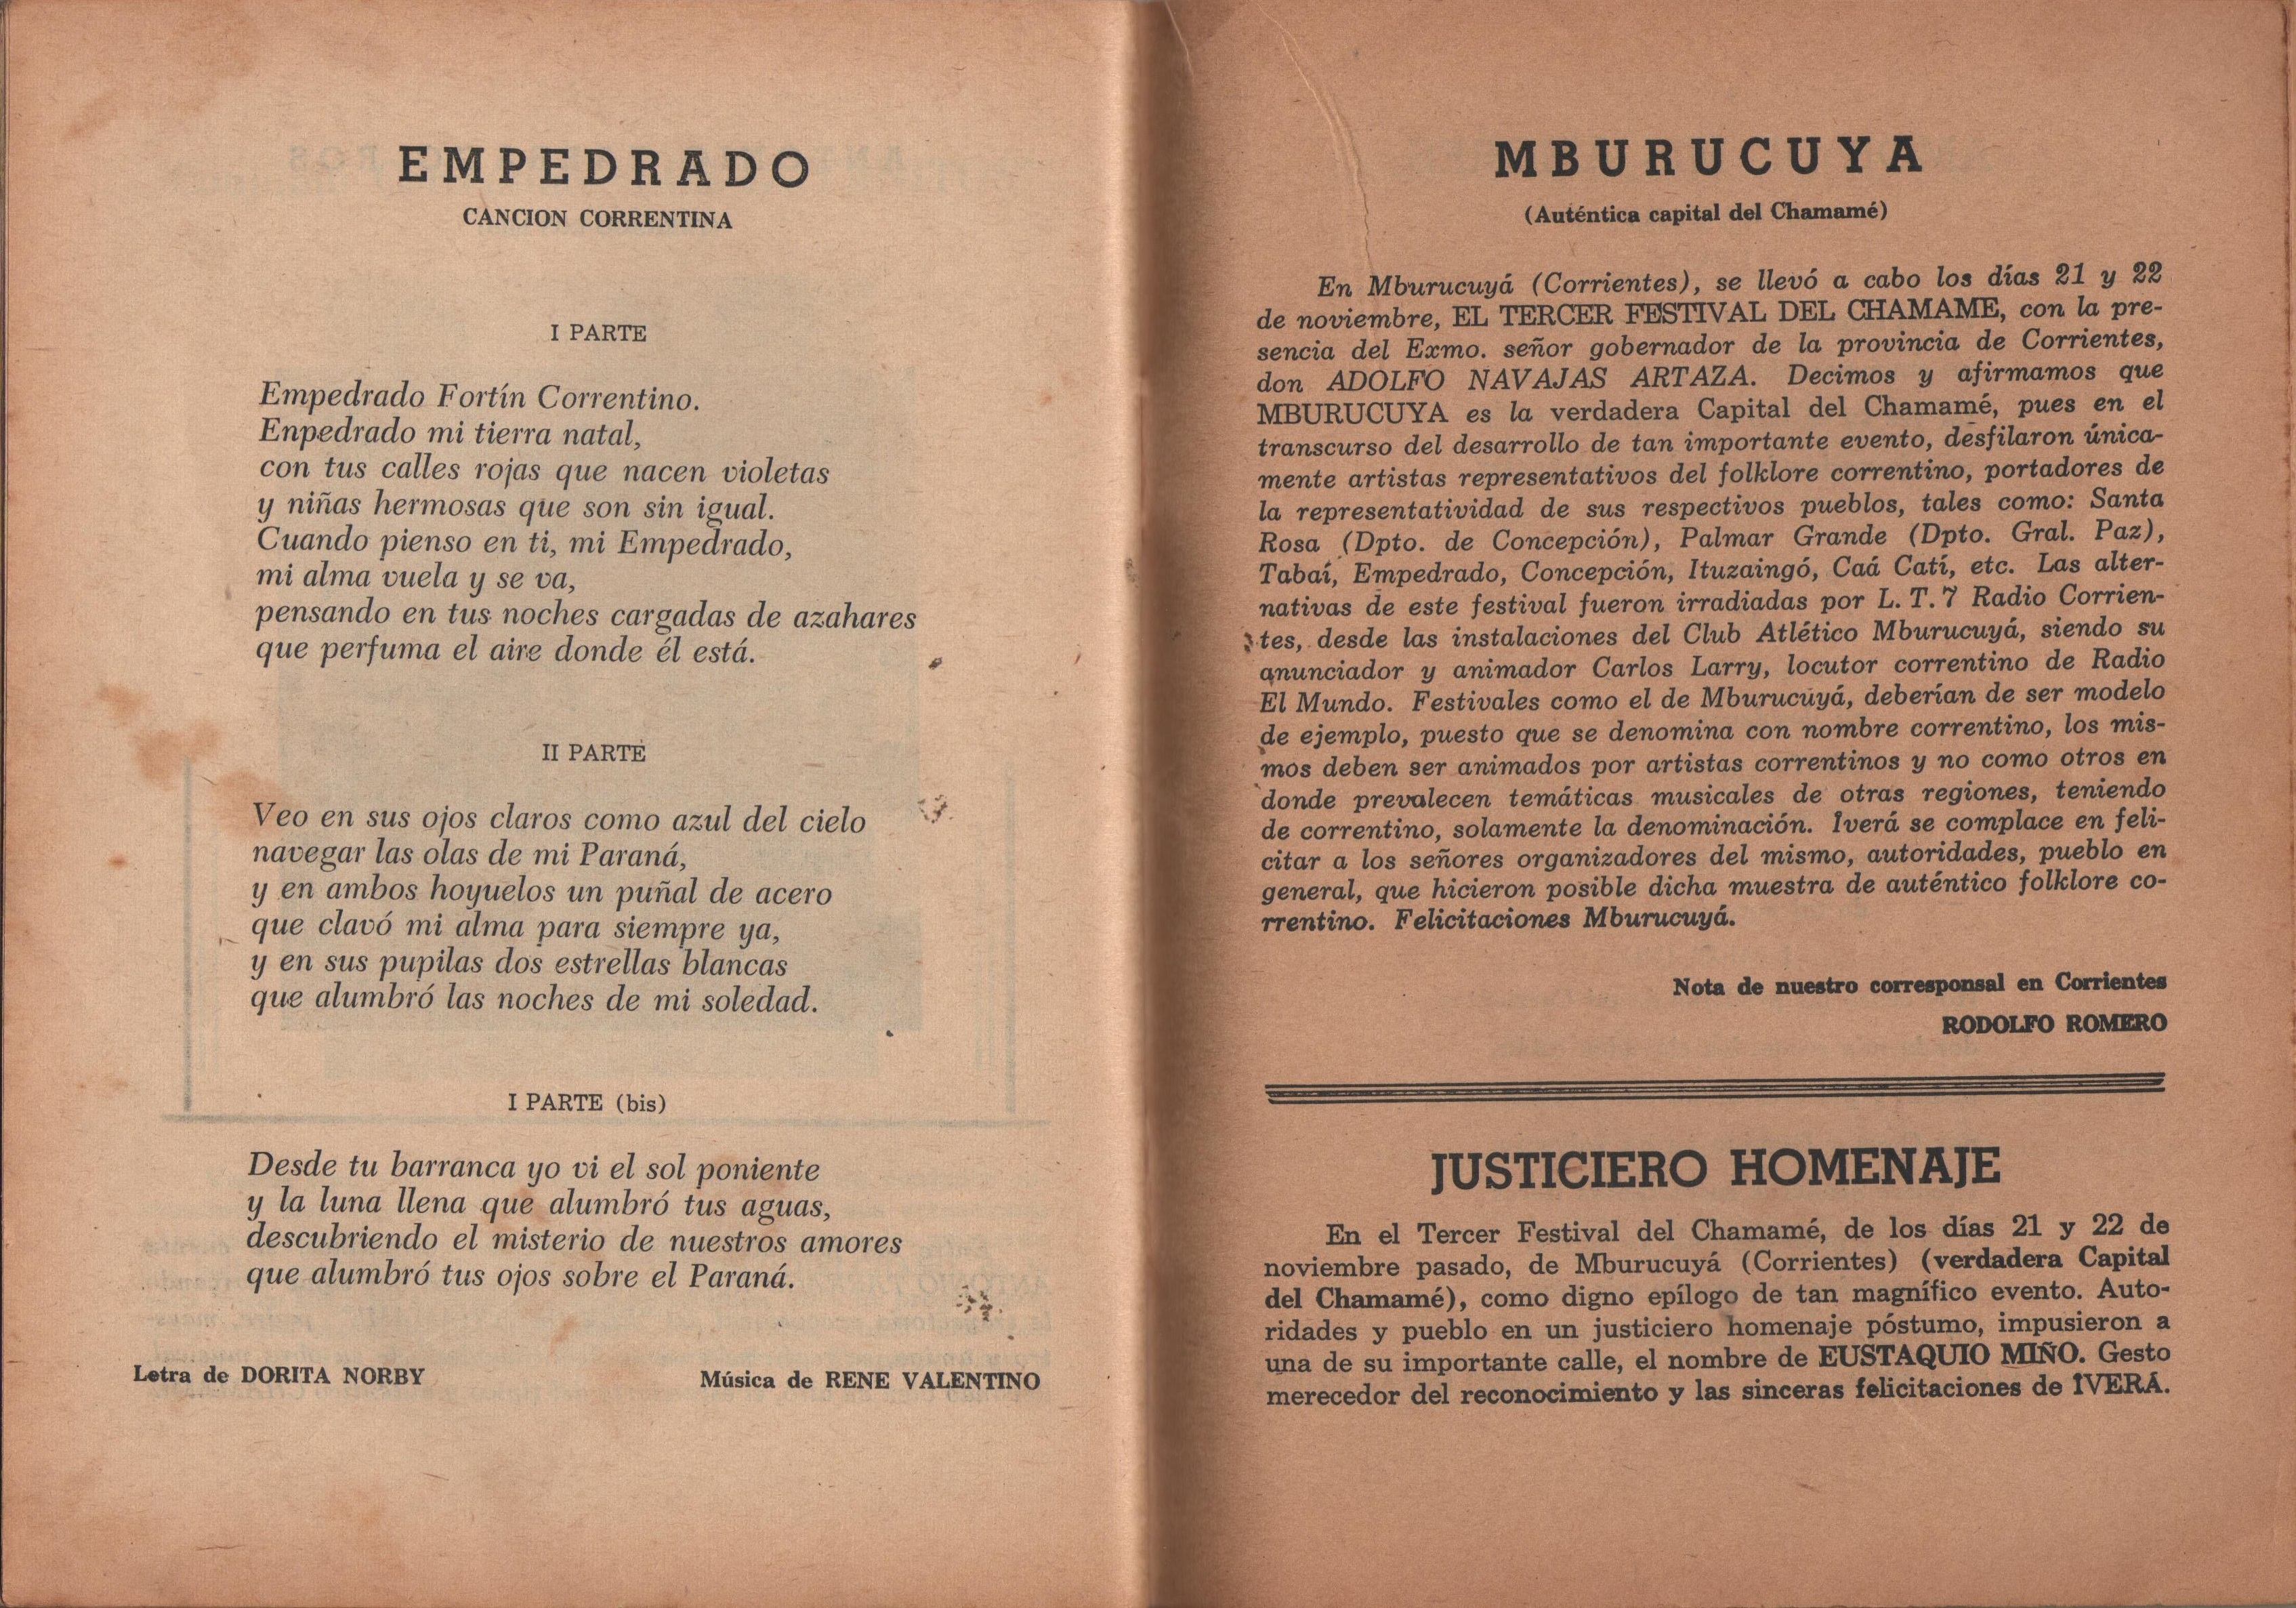 EMPEDRADO
CANCION CORRENTINA
I PARTE
Empedrado Fortín Correntino.
Enpedrado mi tierra natal,
con tus calles rojas que nacen violetas
y niñas hermosas que son sin igual.
Cuando pienso en ti, mi Empedrado,
mi alma vuela y se va,
pensando en tus noches cargadas de azahares
que perfuma el aire donde él está.
II PARTE
Veo en sus ojos claros como azul del cielo
navegar las olas de mi Paraná,
y en ambos hoyuelos un puñal de acero
que clavó mi alma para siempre ya,
y en sus pupilas dos estrellas blancas
que alumbró las noches de mi soledad.
I PARTE (bis)
Desde tu barranca yo vi el sol poniente
y la luna llena que alumbró tus aguas,
descubriendo el misterio de nuestros amores
que alumbró tus ojos sobre el Paraná.
Letra de DORITA NORBY Música de RENE VALENTINO
MBURUCUYA
(Auténtica capital del Chamamé)
En Mburucuyá (Corrientes), se llevó a cabo los días 21 y 22
de noviembre, EL TERCER FESTIVAL DEL CHAMAME, con la pre-
sencia del Exmo. señor gobernador de la provincia de Corrientes,
don ADOLFO NAVAJAS ARTAZA. Decimos y afirmamos que
MBURUCUYA es la verdadera Capital del Chamamé, pues en el
transcurso del desarrollo de tan importante evento, desfilaron única-
mente artistas representativos del folklore correntino, portadores de
la representatividad de sus respectivos pueblos, tales como: Santa
Rosa (Dpto. de Concepción), Palmar Grande (Dpto. Gral. Paz),
Tabaí, Empedrado, Concepción, Ituzaingó, Caá Catí, etc. Las alter-
nativas de este festival fueron irradiadas por L. T. 7 Radio Corrien-
tes, desde las instalaciones del Club Atlético Mburucuyá, siendo su
anunciador y animador Carlos Larry, locutor correntino de Radio
El Mundo. Festivales como el de Mburucuyá, deberían de ser modelo
de ejemplo, puesto que se denomina con nombre correntino, los mis-
mos deben ser animados por artistas correntinos y no como otros en
donde prevalecen temáticas musicales de otras regiones, teniendo
de correntino, solamente la denominación. Iverá se complace en feli-
citar a los señores organizadores del mismo, autoridades, pueblo en
general, que hicieron posible dicha muestra de auténtico folklore co-
rrentino. Felicitaciones Mburucuyá.
Nota de nuestro corresponsal en Corrientes
RODOLFO ROMERO
JUSTICIERO HOMENAJE
En el Tercer Festival del Chamamé, de los días 21 y 22 de
noviembre pasado, de Mburucuyá (Corrientes) (verdadera Capital
del Chamamé), como digno epílogo de tan magnífico evento. Auto-
ridades y pueblo en un justiciero homenaje póstumo, impusieron a
una de su importante calle, el nombre de EUSTAQUIO MIÑO. Gesto
merecedor del reconocimiento y las sinceras felicitaciones de ÎVERÁ.